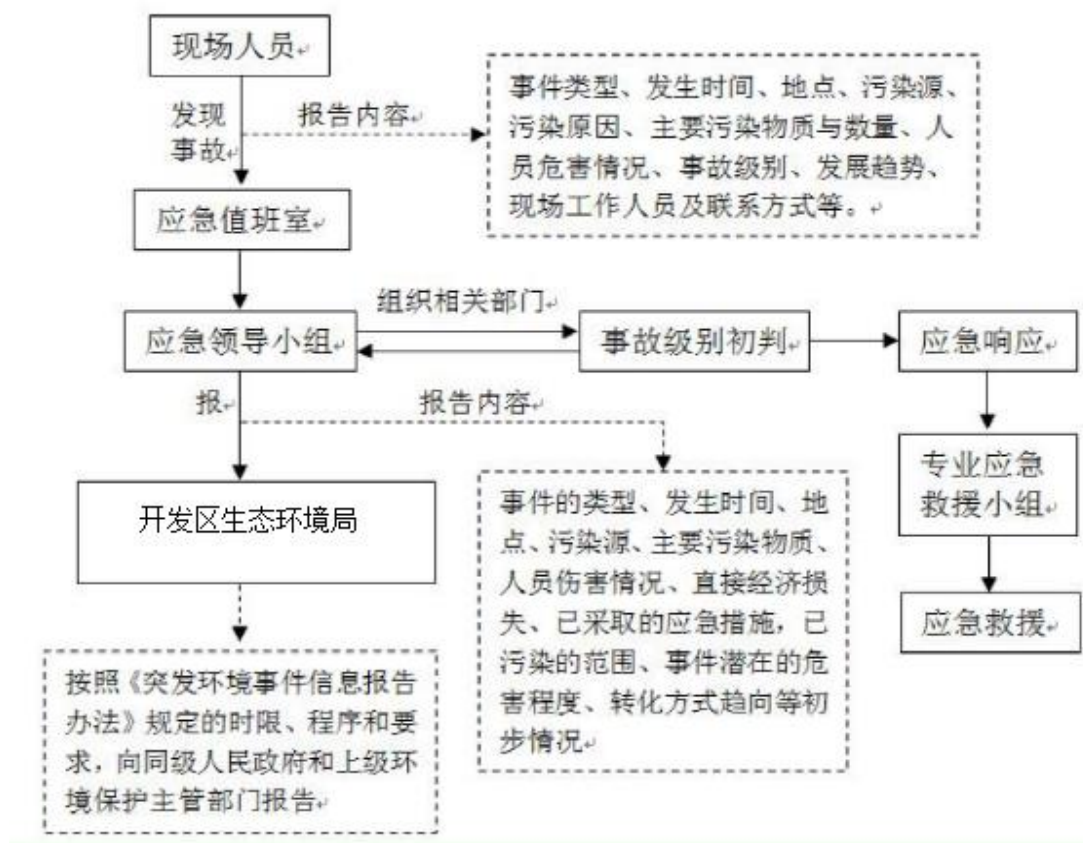 现场人员
发现
事故
报告内容
事件类型、发生时间、地点、污染源、
污染原因、主要污染物质与数量、人
员危害情况、事故级别、发展趋势、
现场工作人员及联系方式等。
应急值班室
组织相关部门
应急领导小组
事故级别初判
应急响应
报
报告内容
专业应急
救援小组
开发区生态环境局
事件的类型、发生时间、地
点、污染源、主要污染物质、
人员伤害情况、直接经济损
失、已采取的应急措施，已
污染的范围、事件潜在的危
害程度、转化方式趋向等初
步情况
应急救援
按照《突发环境事件信息报告
办法》规定的时限、程序和要
求，向同级人民政府和上级环
境保护主管部门报告